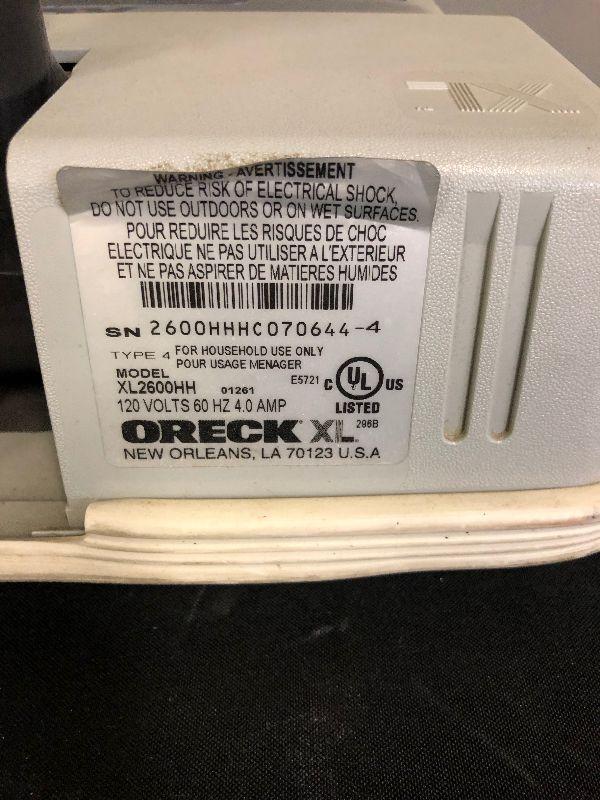 XL
WARNING - AVERTISSEMENT
TO REDUCE RISK OF ELECTRICAL SHOCK,
DO NOT USE OUTDOORS OR ON WET SURFACES.
POUR REDUIRE LES RISQUES DE CHOC
ELECTRIQUE NE PAS UTILISER A L'EXTERIEUR
ET NE PAS ASPIRER DE MATIERES HUMIDES
SN 2600HHHC070644-4
TYPE 4 FOR HOUSEHOLD USE ONLY
POUR USAGE MENAGER
MODEL
XL2600HH 01261 E5721 C UL US
120 VOLTS 60 HZ 4.0 AMP LISTED
ORECK XL 286B
NEW ORLEANS, LA 70123 U.S.A